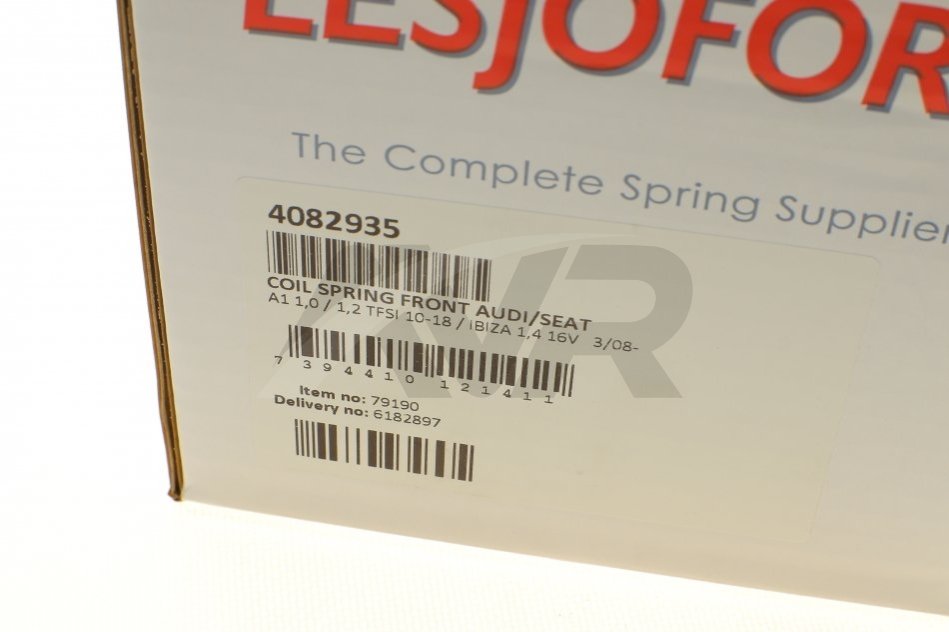 LESJOFOR
The Complete Spring Supplier
4082935
COIL SPRING FRONT AUDI/SEAT
A1 1,0 / 1,2 TFSI 10-18 / IBIZA 1,4 16V 3/08-
7 394410 121411
Item no: 79190
Delivery no: 6182897
AVR